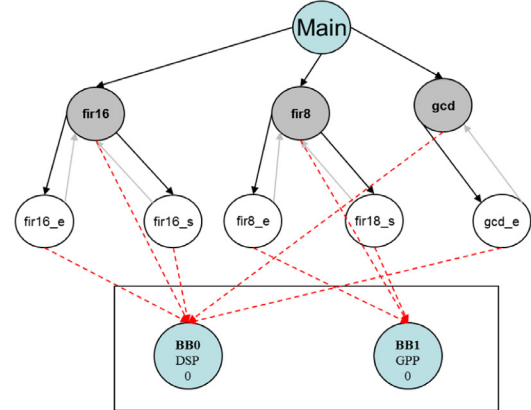 Main
fir16
fir8
gcd
fir16_e
fir16_s
fir8_e
fir18_s
gcd_e
BB0
DSP
0
BB1
GPP
0